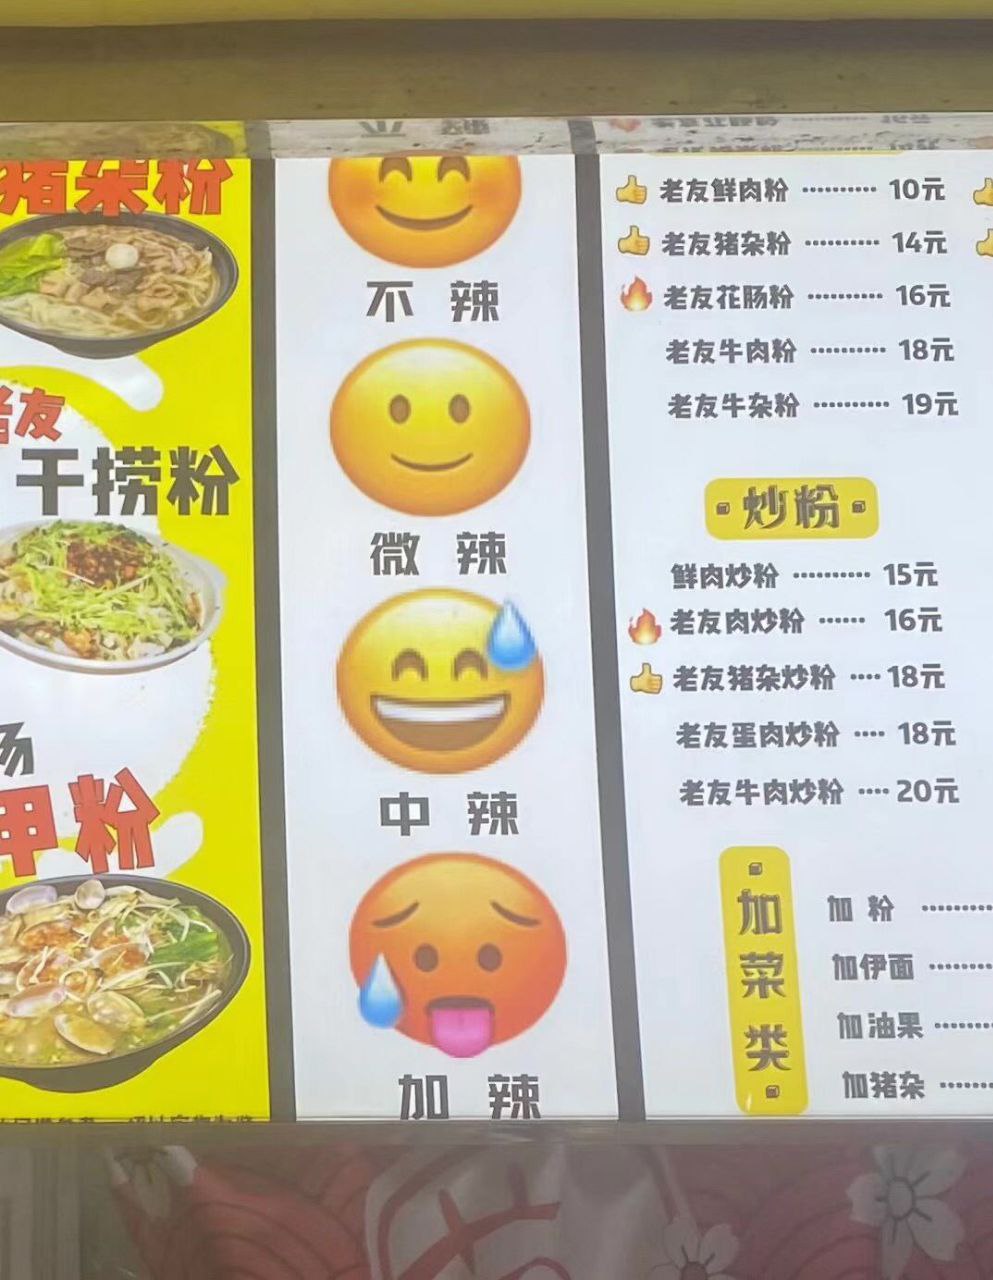 猪杂粉
老友
干捞粉
肠
甲粉
不 辣
微 辣
中 辣
加 辣
老友鲜肉粉 ·········· 10元
老友猪杂粉 ·········· 14元
老友花肠粉 ·········· 16元
老友牛肉粉 ·········· 18元
老友牛杂粉 ·········· 19元
·炒粉·
鲜肉炒粉 ·········· 15元
老友肉炒粉 ······ 16元
老友猪杂炒粉 ···· 18元
老友蛋肉炒粉 ···· 18元
老友牛肉炒粉 ···· 20元
加菜类
加 粉 ··········
加伊面 ··········
加油果 ··········
加猪杂 ··········